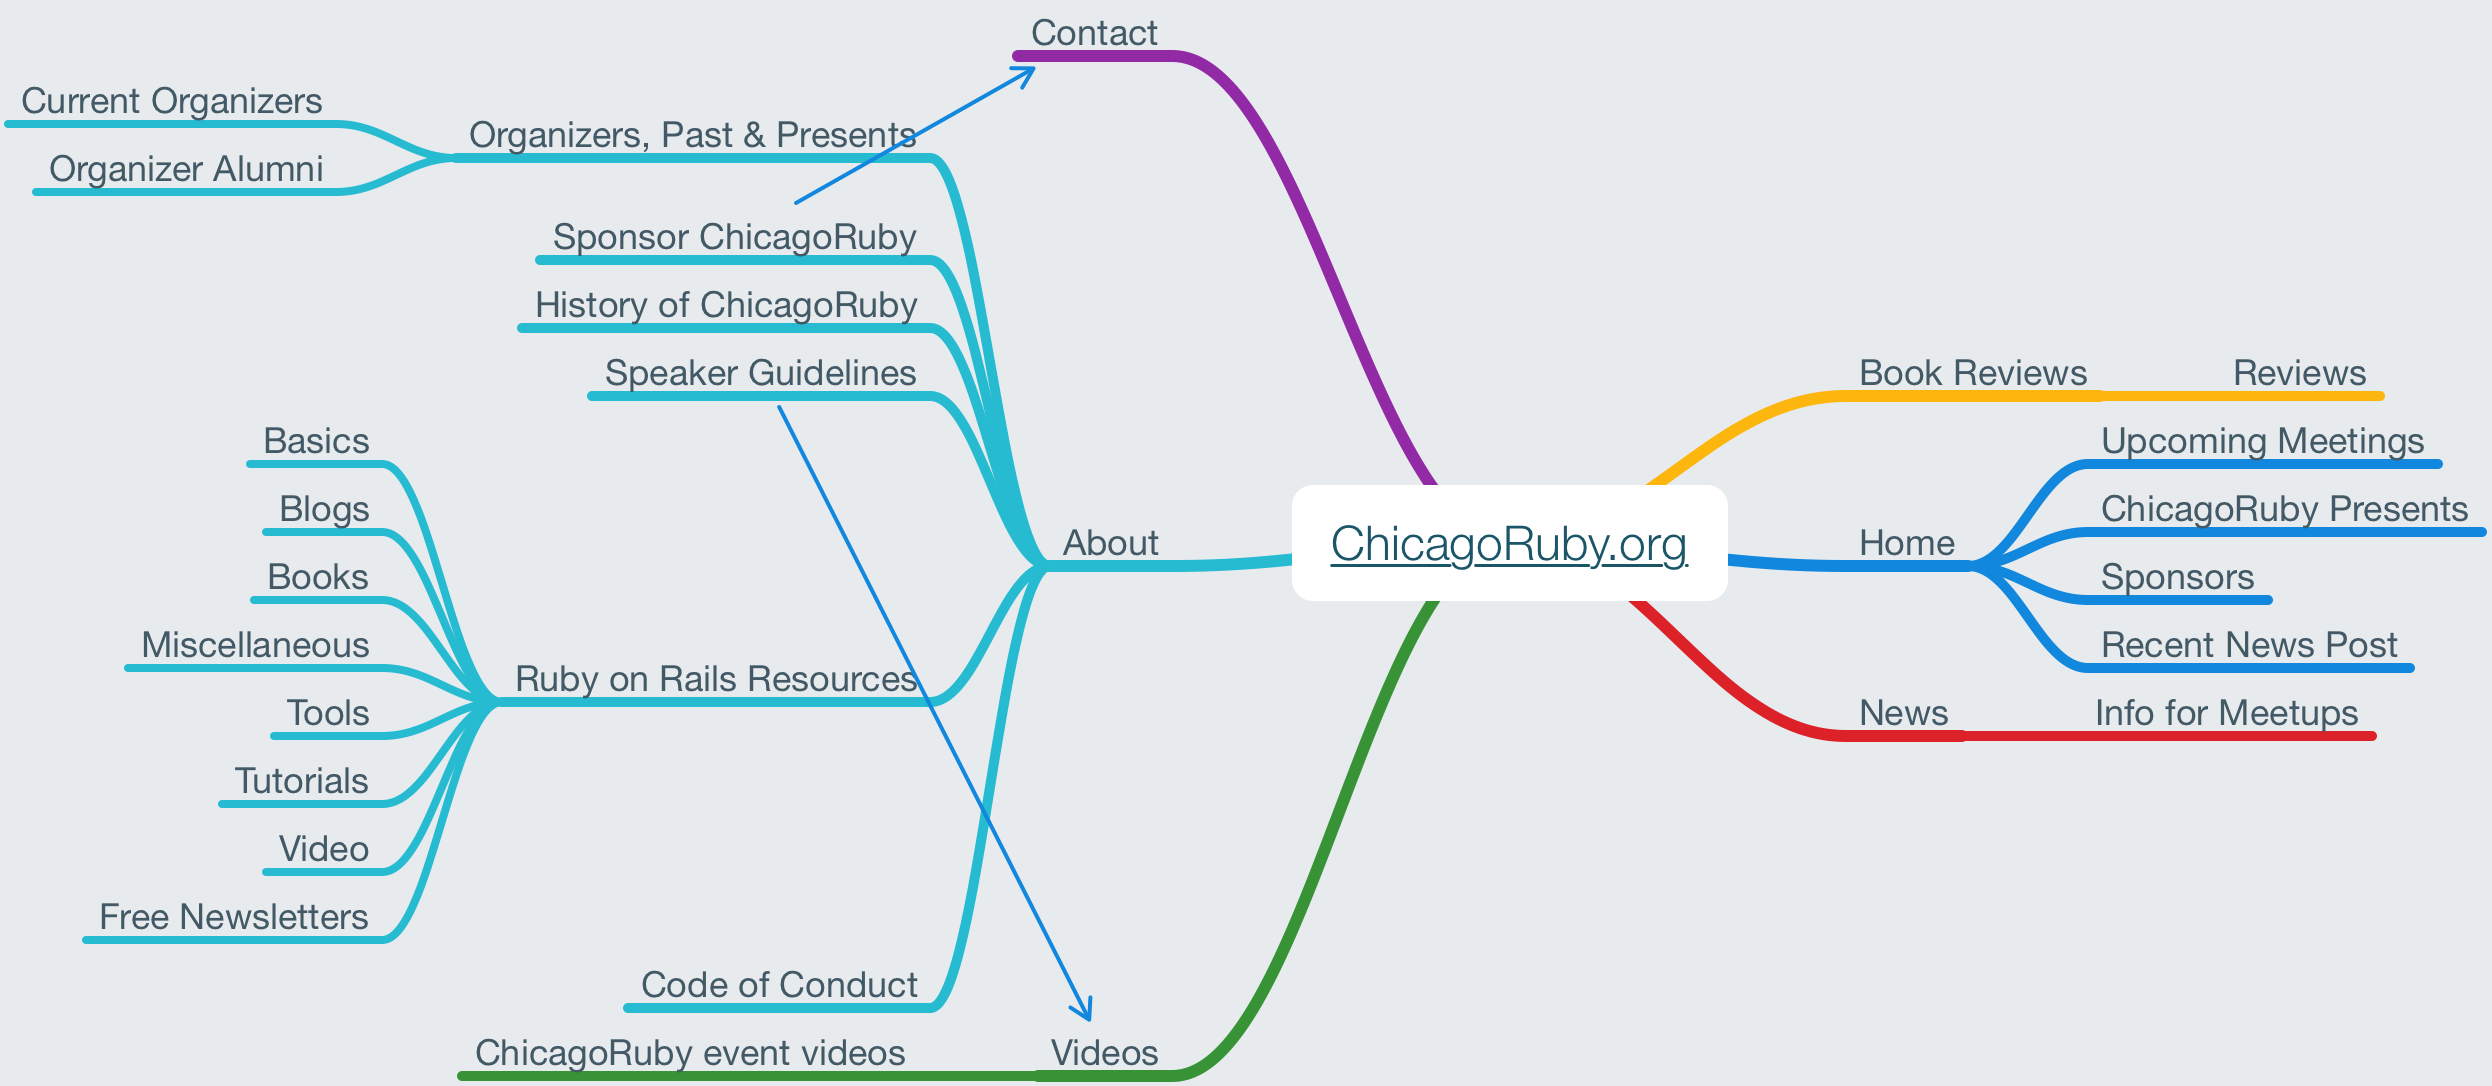 Contact
Current Organizers
Organizers, Past & Presents
Organizer Alumni
Sponsor ChicagoRuby
History of ChicagoRuby
Speaker Guidelines
Basics
Blogs
Books
Miscellaneous
Tools
Tutorials
Video
Free Newsletters
Ruby on Rails Resources
Code of Conduct
About
ChicagoRuby event videos
Videos
ChicagoRuby.org
Book Reviews
Reviews
Home
Upcoming Meetings
ChicagoRuby Presents
Sponsors
Recent News Post
News
Info for Meetups